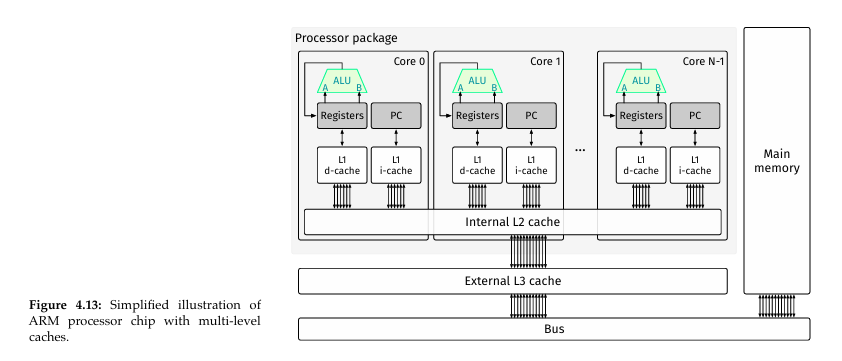 Processor package
Core 0
Core 1
Core N-1
ALU
A B
ALU
A B
ALU
A B
Registers
PC
Registers
PC
Registers
PC
L1
d-cache
L1
i-cache
L1
d-cache
L1
i-cache
...
L1
d-cache
L1
i-cache
Main
memory
Internal L2 cache
External L3 cache
Bus
Figure 4.13: Simplified illustration of
ARM processor chip with multi-level
caches.